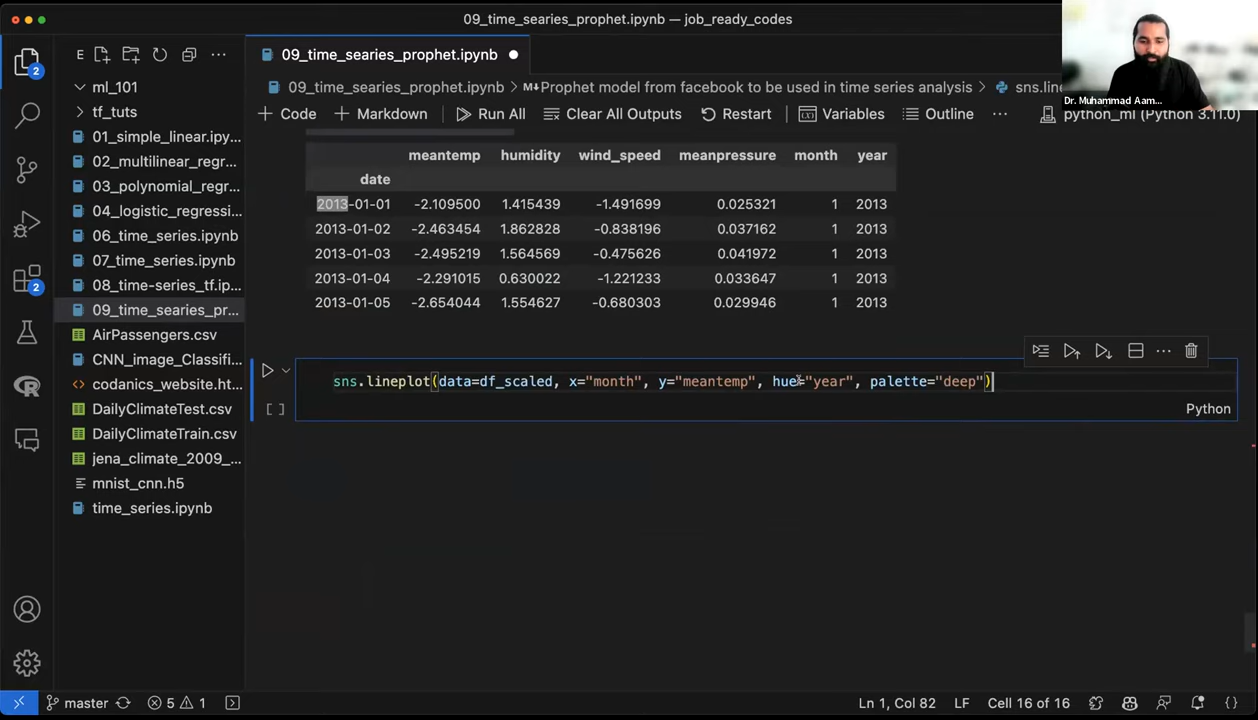 09_time_searies_prophet.ipynb — job_ready_codes
E
09_time_searies_prophet.ipynb
Dr. Muhammad Aam...
2
ml_101
tf_tuts
01_simple_linear.ipy...
02_multilinear_regr...
03_polynomial_regr...
04_logistic_regressi...
06_time_series.ipynb
07_time_series.ipynb
08_time-series_tf.ip...
09_time_searies_pr...
AirPassengers.csv
CNN_image_Classifi...
codanics_website.ht...
DailyClimateTest.csv
DailyClimateTrain.csv
jena_climate_2009_...
mnist_cnn.h5
time_series.ipynb
2
09_time_searies_prophet.ipynb > M↓Prophet model from facebook to be used in time series analysis > sns.line
+ Code + Markdown Run All Clear All Outputs Restart Variables Outline ... python_ml (Python 3.11.0)
meantemp humidity wind_speed meanpressure month year
date
2013-01-01 -2.109500 1.415439 -1.491699 0.025321 1 2013
2013-01-02 -2.463454 1.862828 -0.838196 0.037162 1 2013
2013-01-03 -2.495219 1.564569 -0.475626 0.041972 1 2013
2013-01-04 -2.291015 0.630022 -1.221233 0.033647 1 2013
2013-01-05 -2.654044 1.554627 -0.680303 0.029946 1 2013
sns.lineplot(data=df_scaled, x="month", y="meantemp", hue="year", palette="deep")
[ ]
Python
master 5 1 Ln 1, Col 82 LF Cell 16 of 16